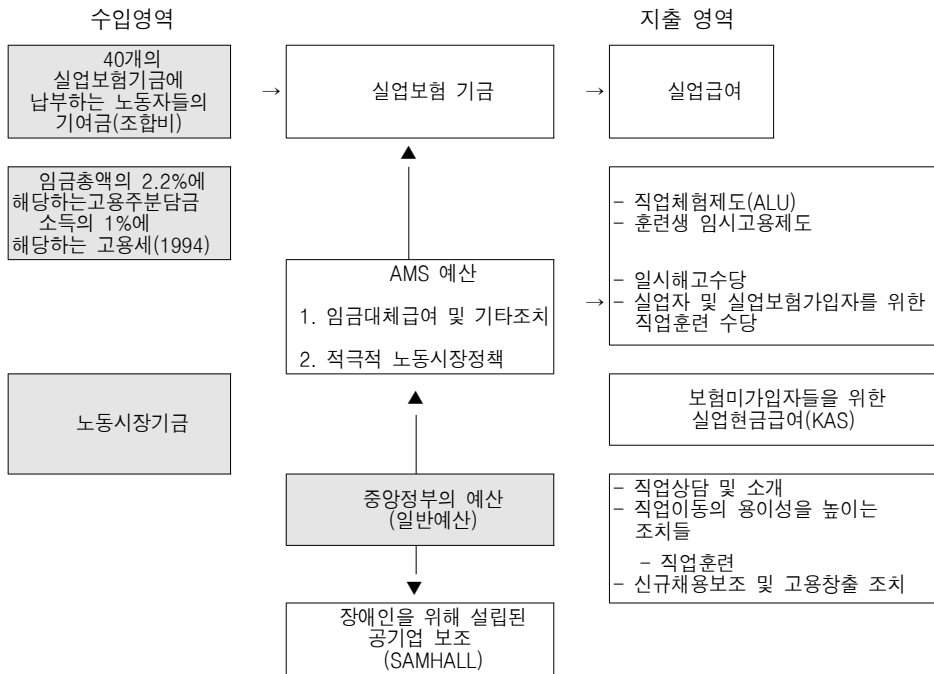 수입영역
지출 영역
40개의
실업보험기금에
납부하는 노동자들의
기여금(조합비)
→
실업보험 기금
→
실업급여
임금총액의 2.2%에
해당하는고용주분담금
소득의 1%에
해당하는 고용세(1994)
AMS 예산
1. 임금대체급여 및 기타조치
2. 적극적 노동시장정책
→
- 직업체험제도(ALU)
- 훈련생 임시고용제도
- 일시해고수당
- 실업자 및 실업보험가입자를 위한
직업훈련 수당
노동시장기금
보험미가입자들을 위한
실업현금급여(KAS)
중앙정부의 예산
(일반예산)
- 직업상담 및 소개
- 직업이동의 용이성을 높이는
조치들
- 직업훈련
- 신규채용보조 및 고용창출 조치
장애인을 위해 설립된
공기업 보조
(SAMHALL)